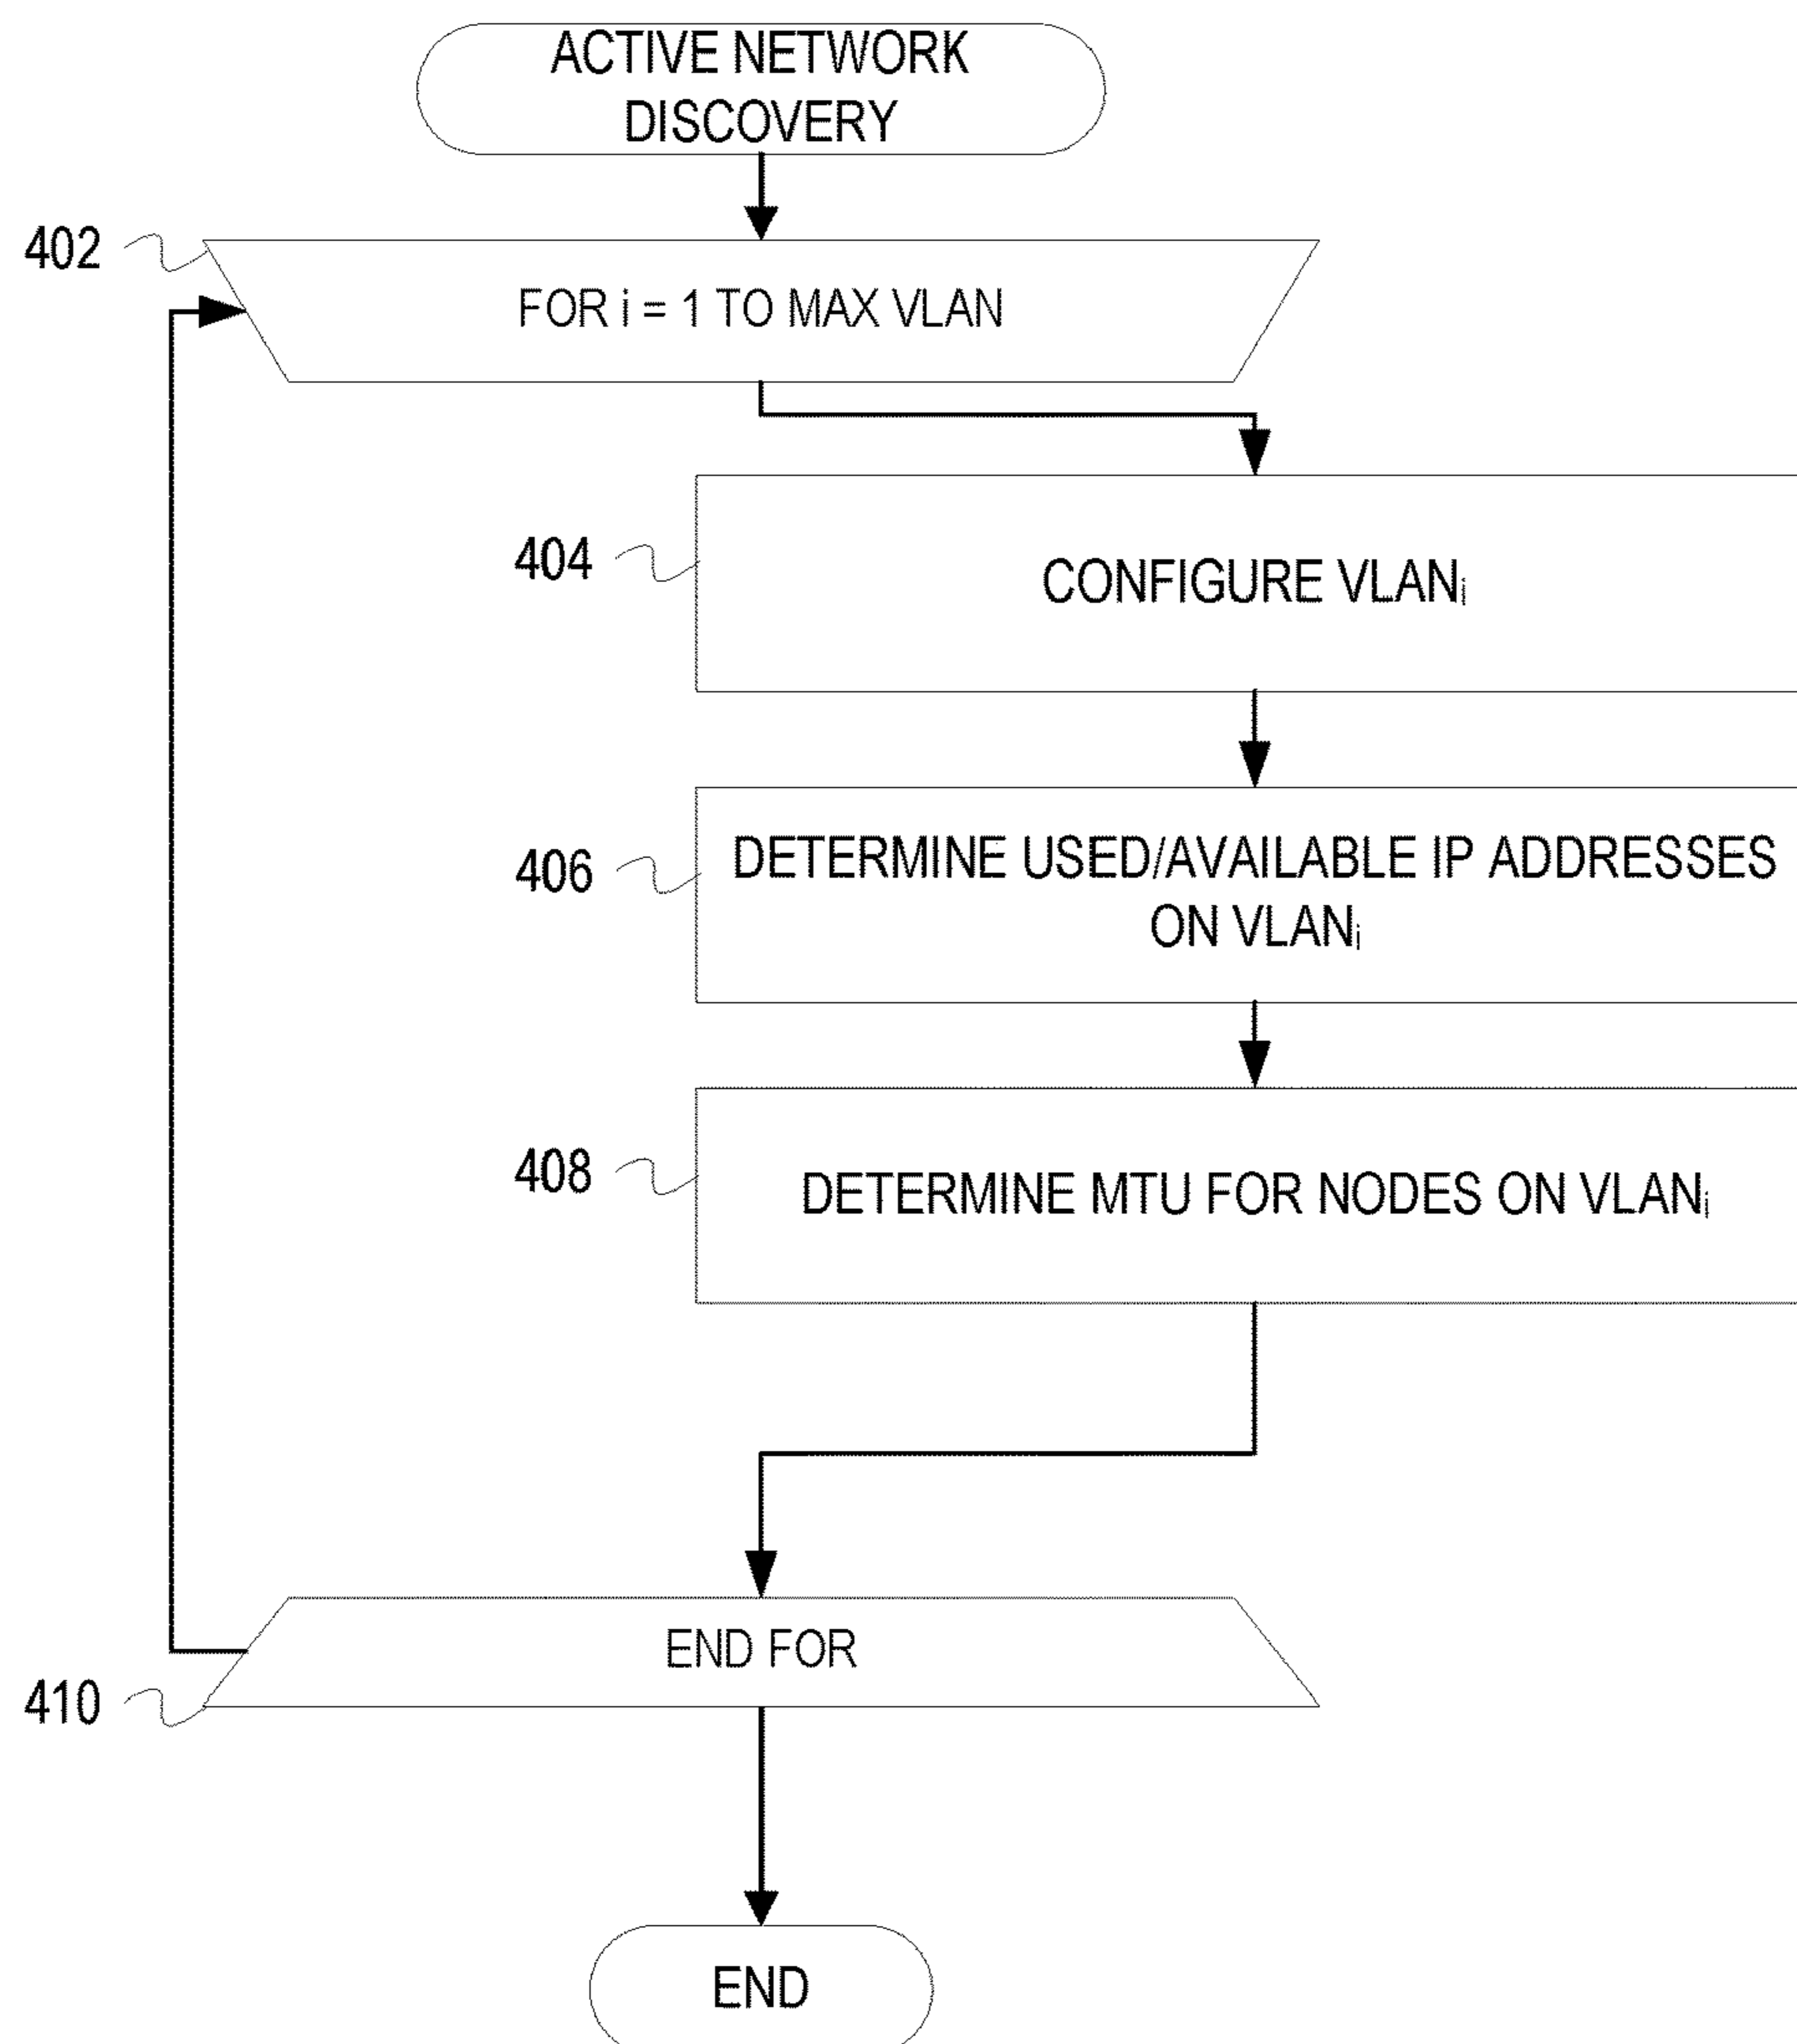 ACTIVE NETWORK
DISCOVERY
402
FOR i = 1 TO MAX VLAN
404
CONFIGURE VLANi
406
DETERMINE USED/AVAILABLE IP ADDRESSES
ON VLANi
408
DETERMINE MTU FOR NODES ON VLANi
END FOR
410
END